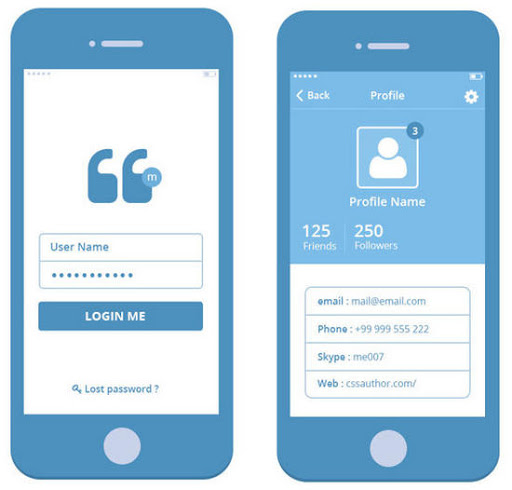 m
User Name
LOGIN ME
Lost password ?
Back Profile
3
Profile Name
125 250
Friends Followers
email : mail@email.com
Phone : +99 999 555 222
Skype : me007
Web : cssauthor.com/